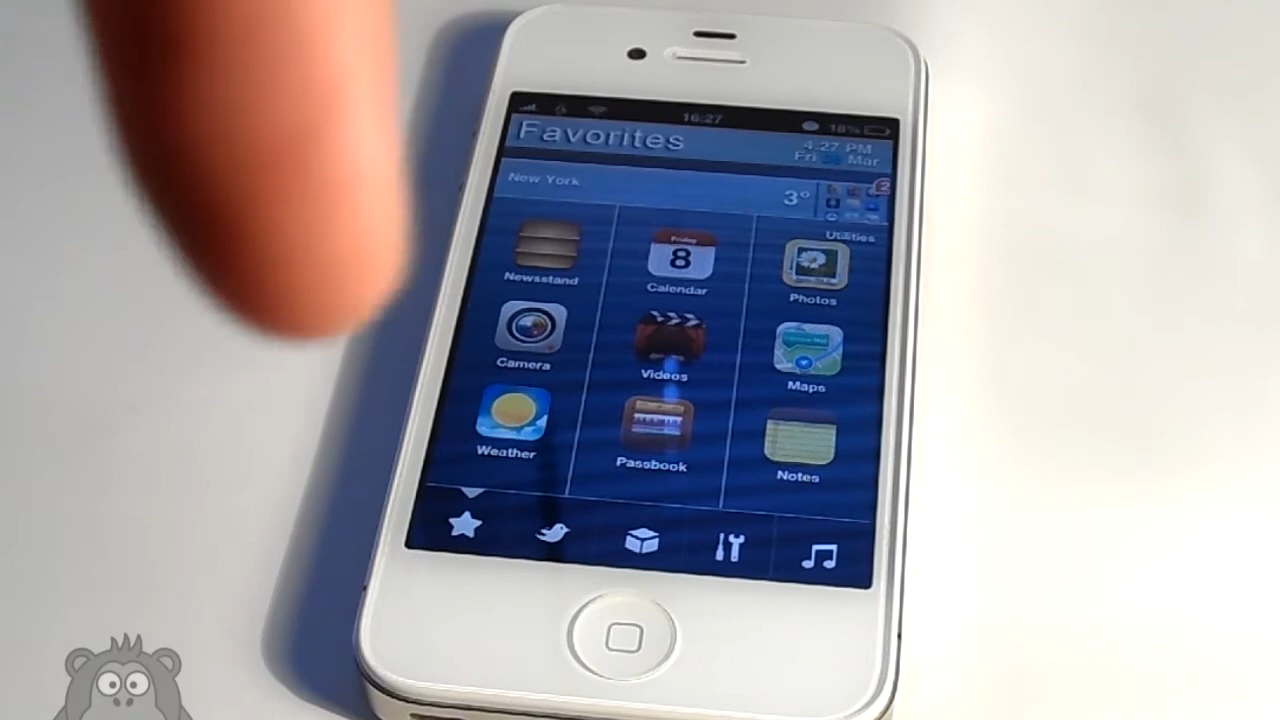 16:27 18%
Favorites
4.27 PM
Fri Mar
New York 3°
2
Utilities
Newsstand
Friday
8
Calendar
Photos
Camera
Videos
Maps
Weather
Passbook
Notes